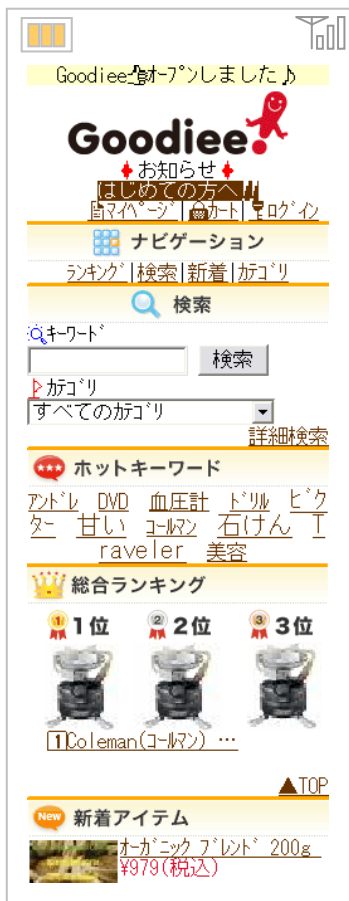 Goodieeｵｰﾌﾟﾝしました♪
Goodiee
お知らせ
はじめての方へ
ﾏｲﾍﾟｰｼﾞ|ｶｰﾄ|ﾛｸﾞｲﾝ
ナビゲーション
ﾗﾝｷﾝｸﾞ|検索|新着|ｶﾃｺﾞﾘ
検索
ｷｰﾜｰﾄﾞ
検索
ｶﾃｺﾞﾘ
すべてのｶﾃｺﾞﾘ
詳細検索
ホットキーワード
ｱﾝﾄﾞﾚ DVD 血圧計 ﾄﾞﾘﾙ ビク
ター 甘い ｺｰﾙﾏﾝ 石けん T
raveler 美容
総合ランキング
1 1位 2 2位 3 3位
1Coleman(ｺｰﾙﾏﾝ) …
▲TOP
New 新着アイテム
ｵｰｶﾞﾆｯｸ ﾌﾞﾚﾝﾄﾞ 200g
¥979(税込)